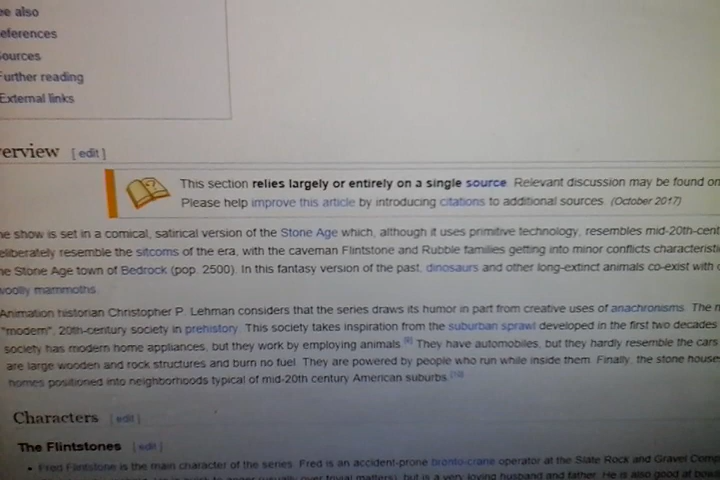 ee also
eferences
Sources
Further reading
External links
erview [ edit ]
This section relies largely or entirely on a single source. Relevant discussion may be found on
Please help improve this article by introducing citations to additional sources. (October 2017)
he show is set in a comical, satirical version of the Stone Age which, although it uses primitive technology, resembles mid-20th-cent
eliberately resemble the sitcoms of the era, with the caveman Flintstone and Rubble families getting into minor conflicts characteristi
he Stone Age town of Bedrock (pop. 2500). In this fantasy version of the past, dinosaurs and other long-extinct animals co-exist with
woolly mammoths.
Animation historian Christopher P. Lehman considers that the series draws its humor in part from creative uses of anachronisms. The
"modern", 20th-century society in prehistory. This society takes inspiration from the suburban sprawl developed in the first two decades
society has modern home appliances, but they work by employing animals.[9] They have automobiles, but they hardly resemble the cars
are large wooden and rock structures and burn no fuel. They are powered by people who run while inside them. Finally, the stone house
homes positioned into neighborhoods typical of mid-20th century American suburbs.[10]
Characters [ edit ]
The Flintstones [ edit ]
• Fred Flintstone is the main character of the series. Fred is an accident-prone bronto-crane operator at the Slate Rock and Gravel Comp
over trivial matters), but is a very loving husband and father. He is also good at bowl